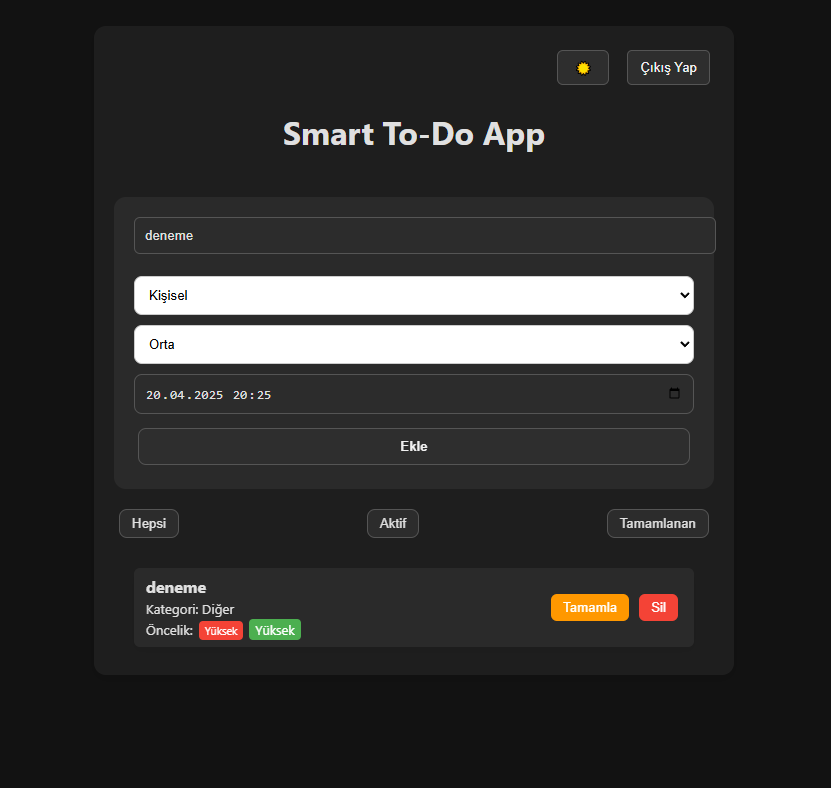 Çıkış Yap
Smart To-Do App
deneme
Kişisel
Orta
20.04.2025 20:25
Ekle
Hepsi Aktif Tamamlanan
deneme
Kategori: Diğer
Tamamla Sil
Öncelik: Yüksek Yüksek